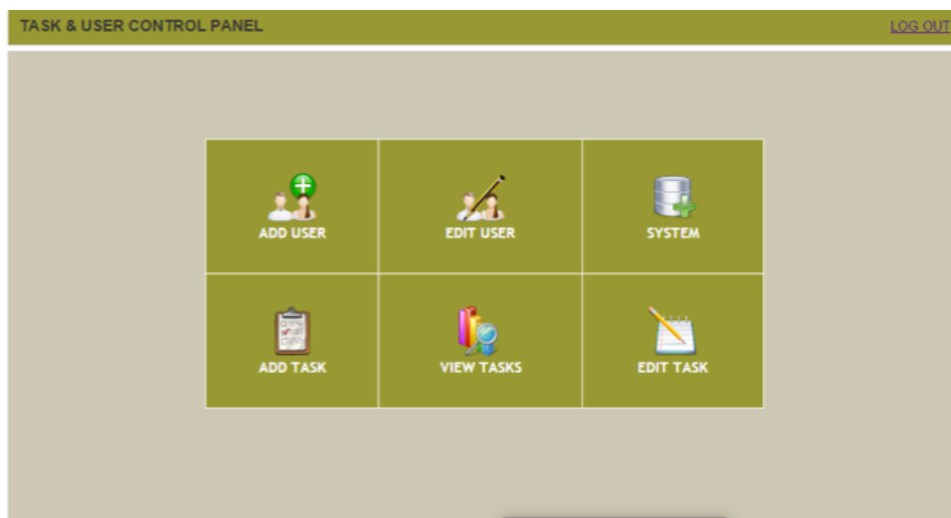 TASK & USER CONTROL PANEL
LOG OUT
ADD USER
EDIT USER
SYSTEM
ADD TASK
VIEW TASKS
EDIT TASK